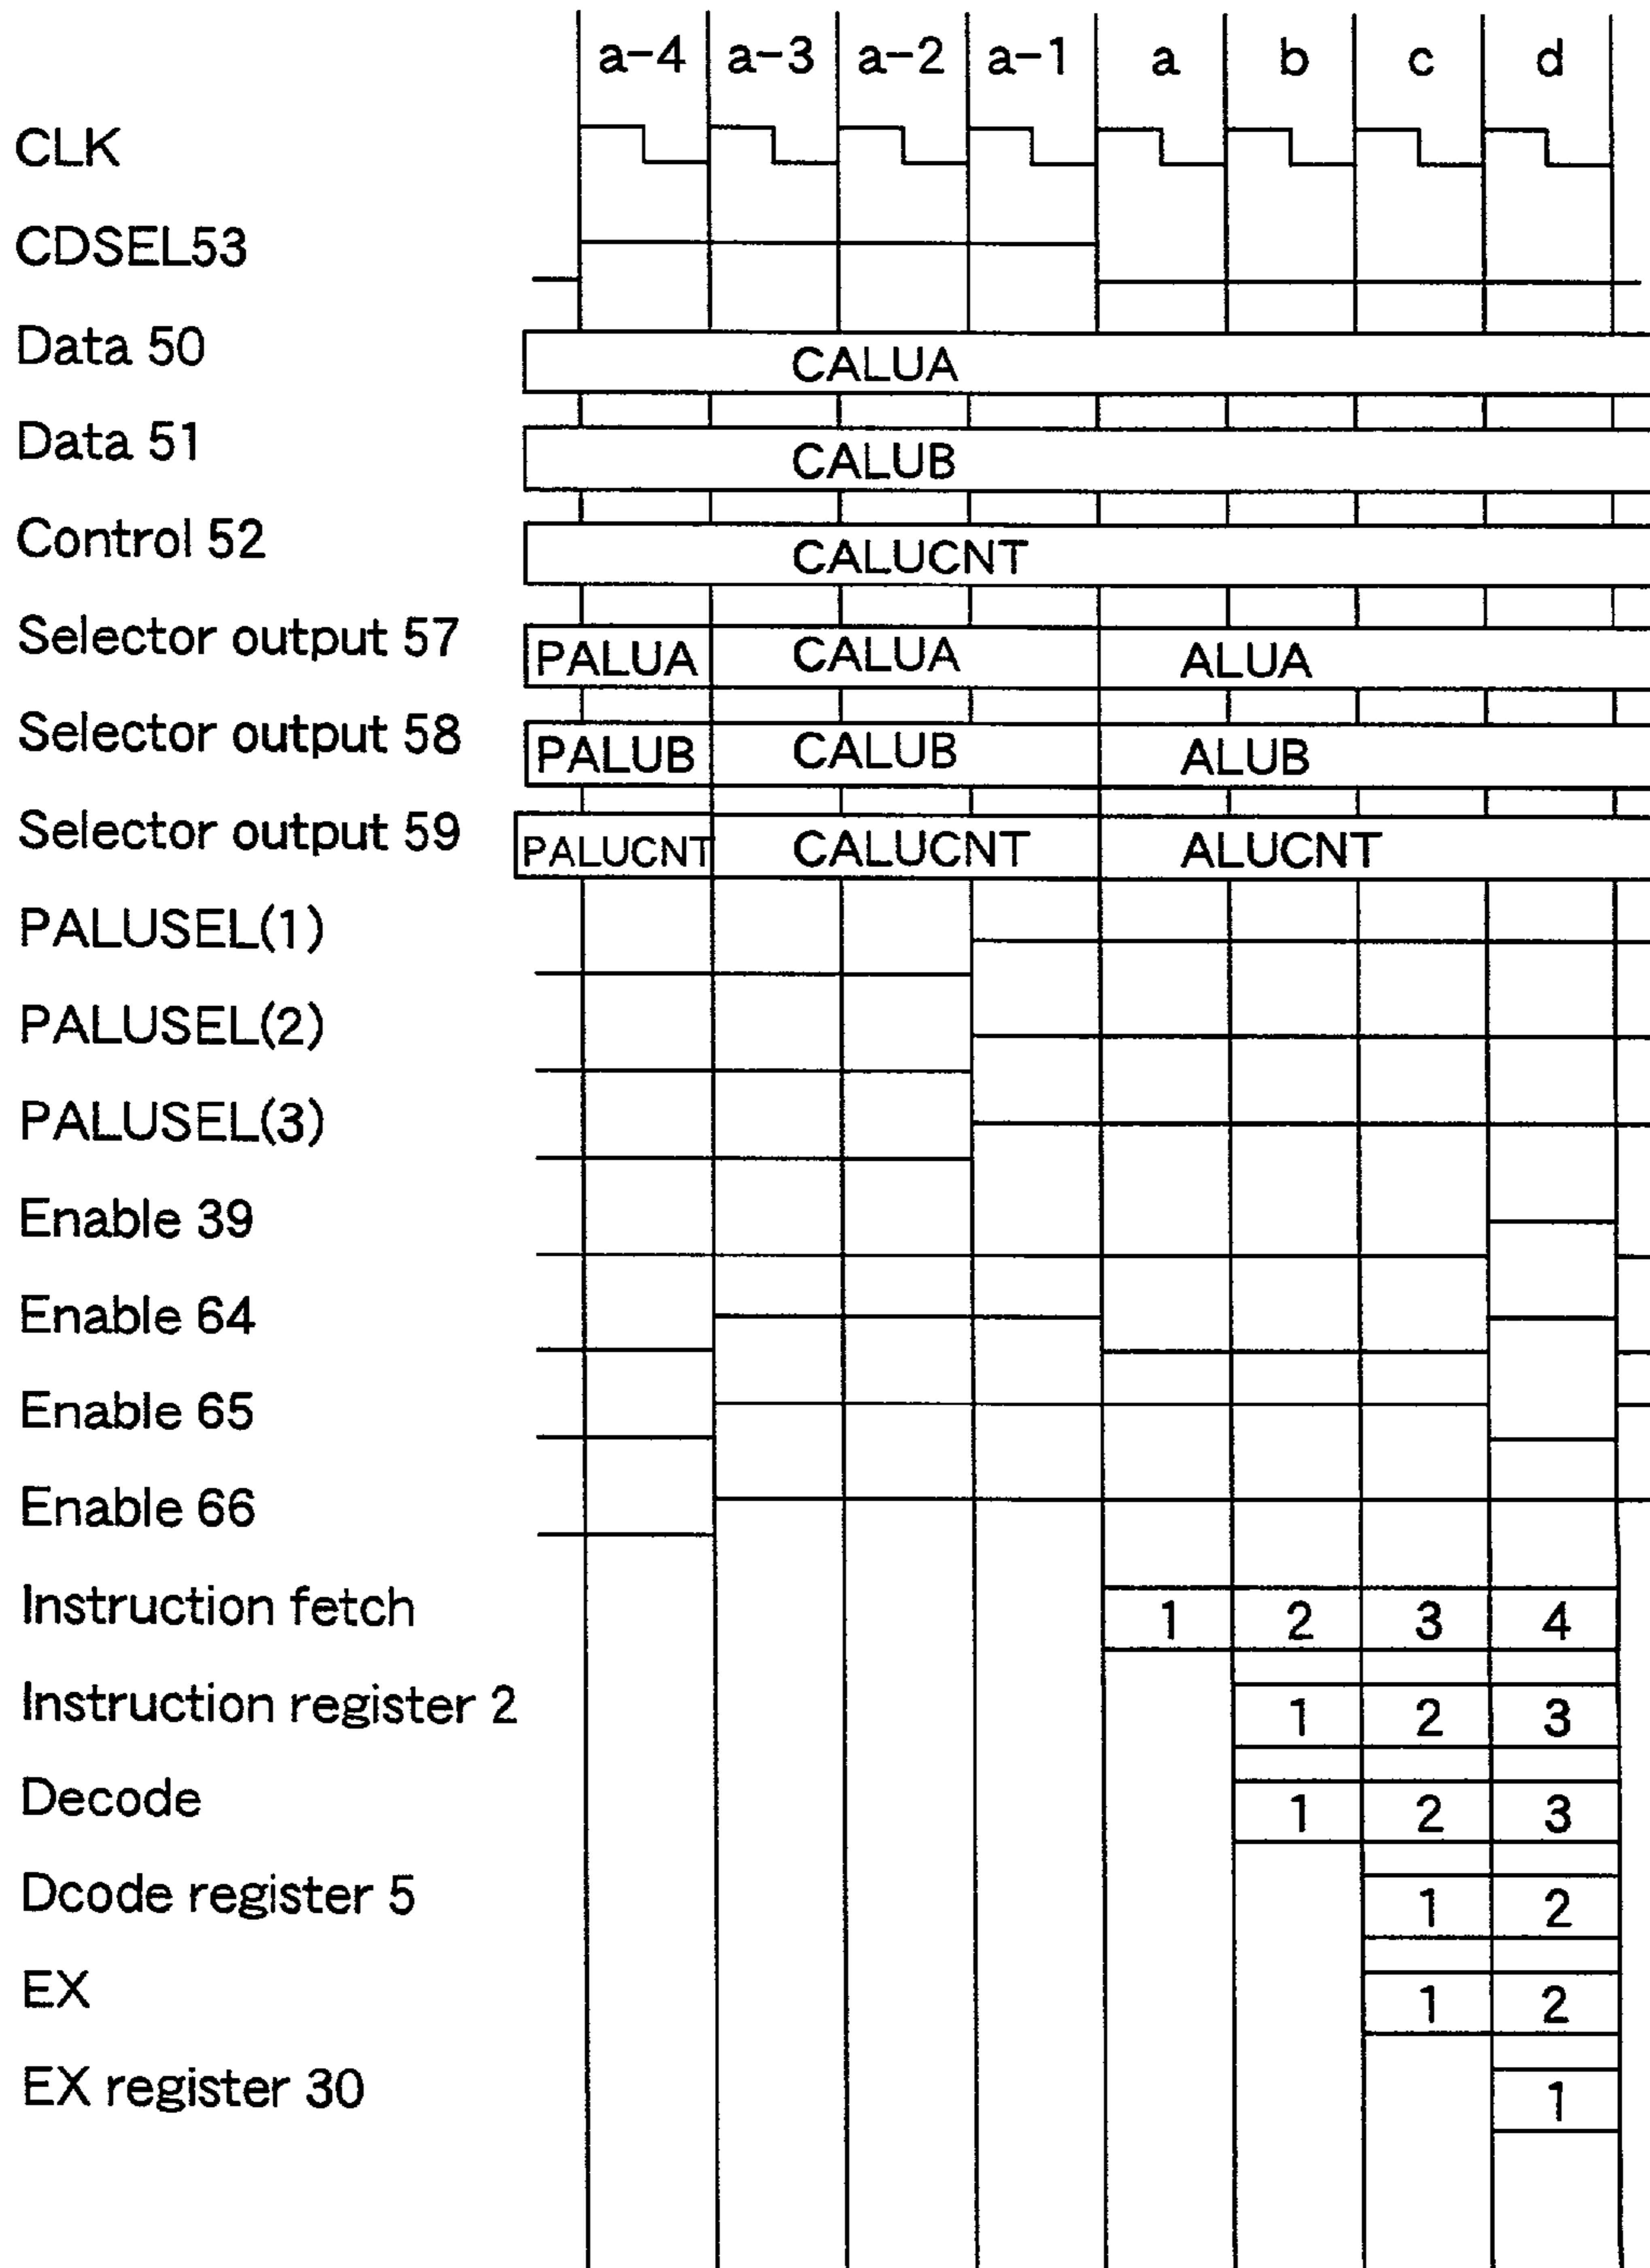 a-4 a-3 a-2 a-1 a b c d
CLK
CDSEL53
Data 50 CALUA
Data 51 CALUB
Control 52 CALUCNT
Selector output 57 PALUA CALUA ALUA
Selector output 58 PALUB CALUB ALUB
Selector output 59 PALUCNT CALUCNT ALUCNT
PALUSEL(1)
PALUSEL(2)
PALUSEL(3)
Enable 39
Enable 64
Enable 65
Enable 66
Instruction fetch 1 2 3 4
Instruction register 2 1 2 3
Decode 1 2 3
Dcode register 5 1 2
EX 1 2
EX register 30 1